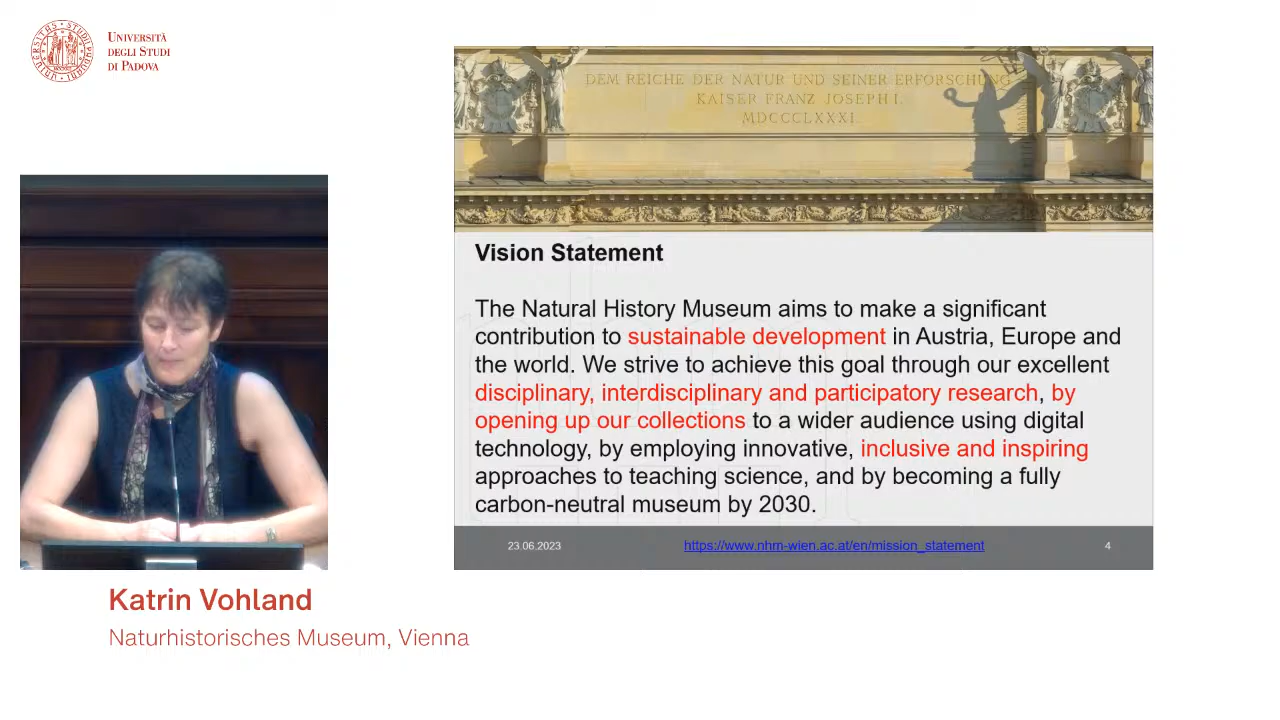 UNIVERSITÀ
DEGLI STUDI
DI PADOVA
DEM REICHE DER NATUR UND SEINER ERFORSCHUNG
KAISER FRANZ JOSEPH I.
MDCCCLXXXI.
Vision Statement
The Natural History Museum aims to make a significant
contribution to sustainable development in Austria, Europe and
the world. We strive to achieve this goal through our excellent
disciplinary, interdisciplinary and participatory research, by
opening up our collections to a wider audience using digital
technology, by employing innovative, inclusive and inspiring
approaches to teaching science, and by becoming a fully
carbon-neutral museum by 2030.
23.06.2023
https://www.nhm-wien.ac.at/en/mission_statement
4
Katrin Vohland
Naturhistorisches Museum, Vienna